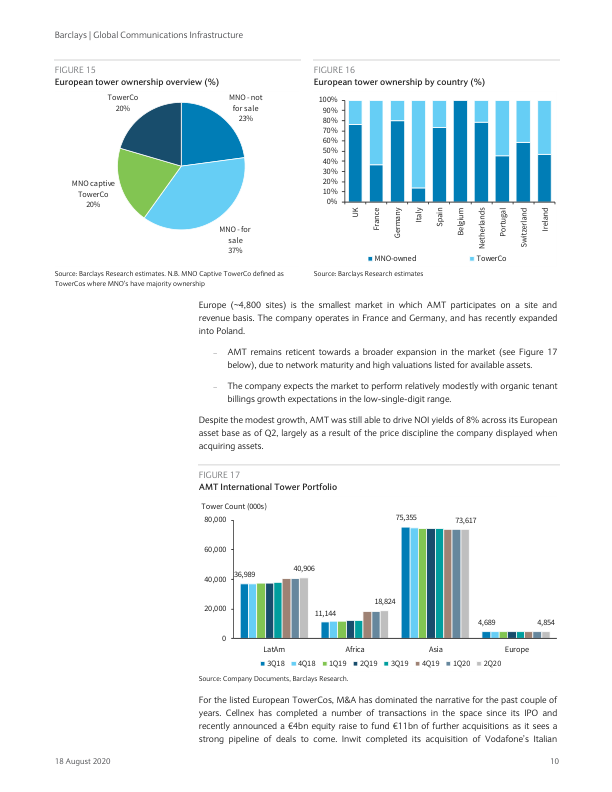 Barclays | Global Communications Infrastructure
FIGURE 15
European tower ownership overview (%)
TowerCo
20%
MNO - not
for sale
23%
MNO captive
TowerCo
20%
MNO - for
sale
37%
Source: Barclays Research estimates. N.B. MNO Captive TowerCo defined as
TowerCos where MNO's have majority ownership
FIGURE 16
European tower ownership by country (%)
100%
90%
80%
70%
60%
50%
40%
30%
20%
10%
0%
UK
France
Germany
Italy
Spain
Belgium
Netherlands
Portugal
Switzerland
Ireland
MNO-owned
TowerCo
Source: Barclays Research estimates
Europe (~4,800 sites) is the smallest market in which AMT participates on a site and
revenue basis. The company operates in France and Germany, and has recently expanded
into Poland.
– AMT remains reticent towards a broader expansion in the market (see Figure 17
below), due to network maturity and high valuations listed for available assets.
– The company expects the market to perform relatively modestly with organic tenant
billings growth expectations in the low-single-digit range.
Despite the modest growth, AMT was still able to drive NOI yields of 8% across its European
asset base as of Q2, largely as a result of the price discipline the company displayed when
acquiring assets.
FIGURE 17
AMT International Tower Portfolio
Tower Count (000s)
80,000
60,000
40,000
20,000
0
36,989
40,906
11,144
18,824
75,355
73,617
4,689
4,854
LatAm
Africa
Asia
Europe
3Q18
4Q18
1Q19
2Q19
3Q19
4Q19
1Q20
2Q20
Source: Company Documents, Barclays Research.
For the listed European TowerCos, M&A has dominated the narrative for the past couple of
years. Cellnex has completed a number of transactions in the space since its IPO and
recently announced a €4bn equity raise to fund €11bn of further acquisitions as it sees a
strong pipeline of deals to come. Inwit completed its acquisition of Vodafone's Italian
18 August 2020
10